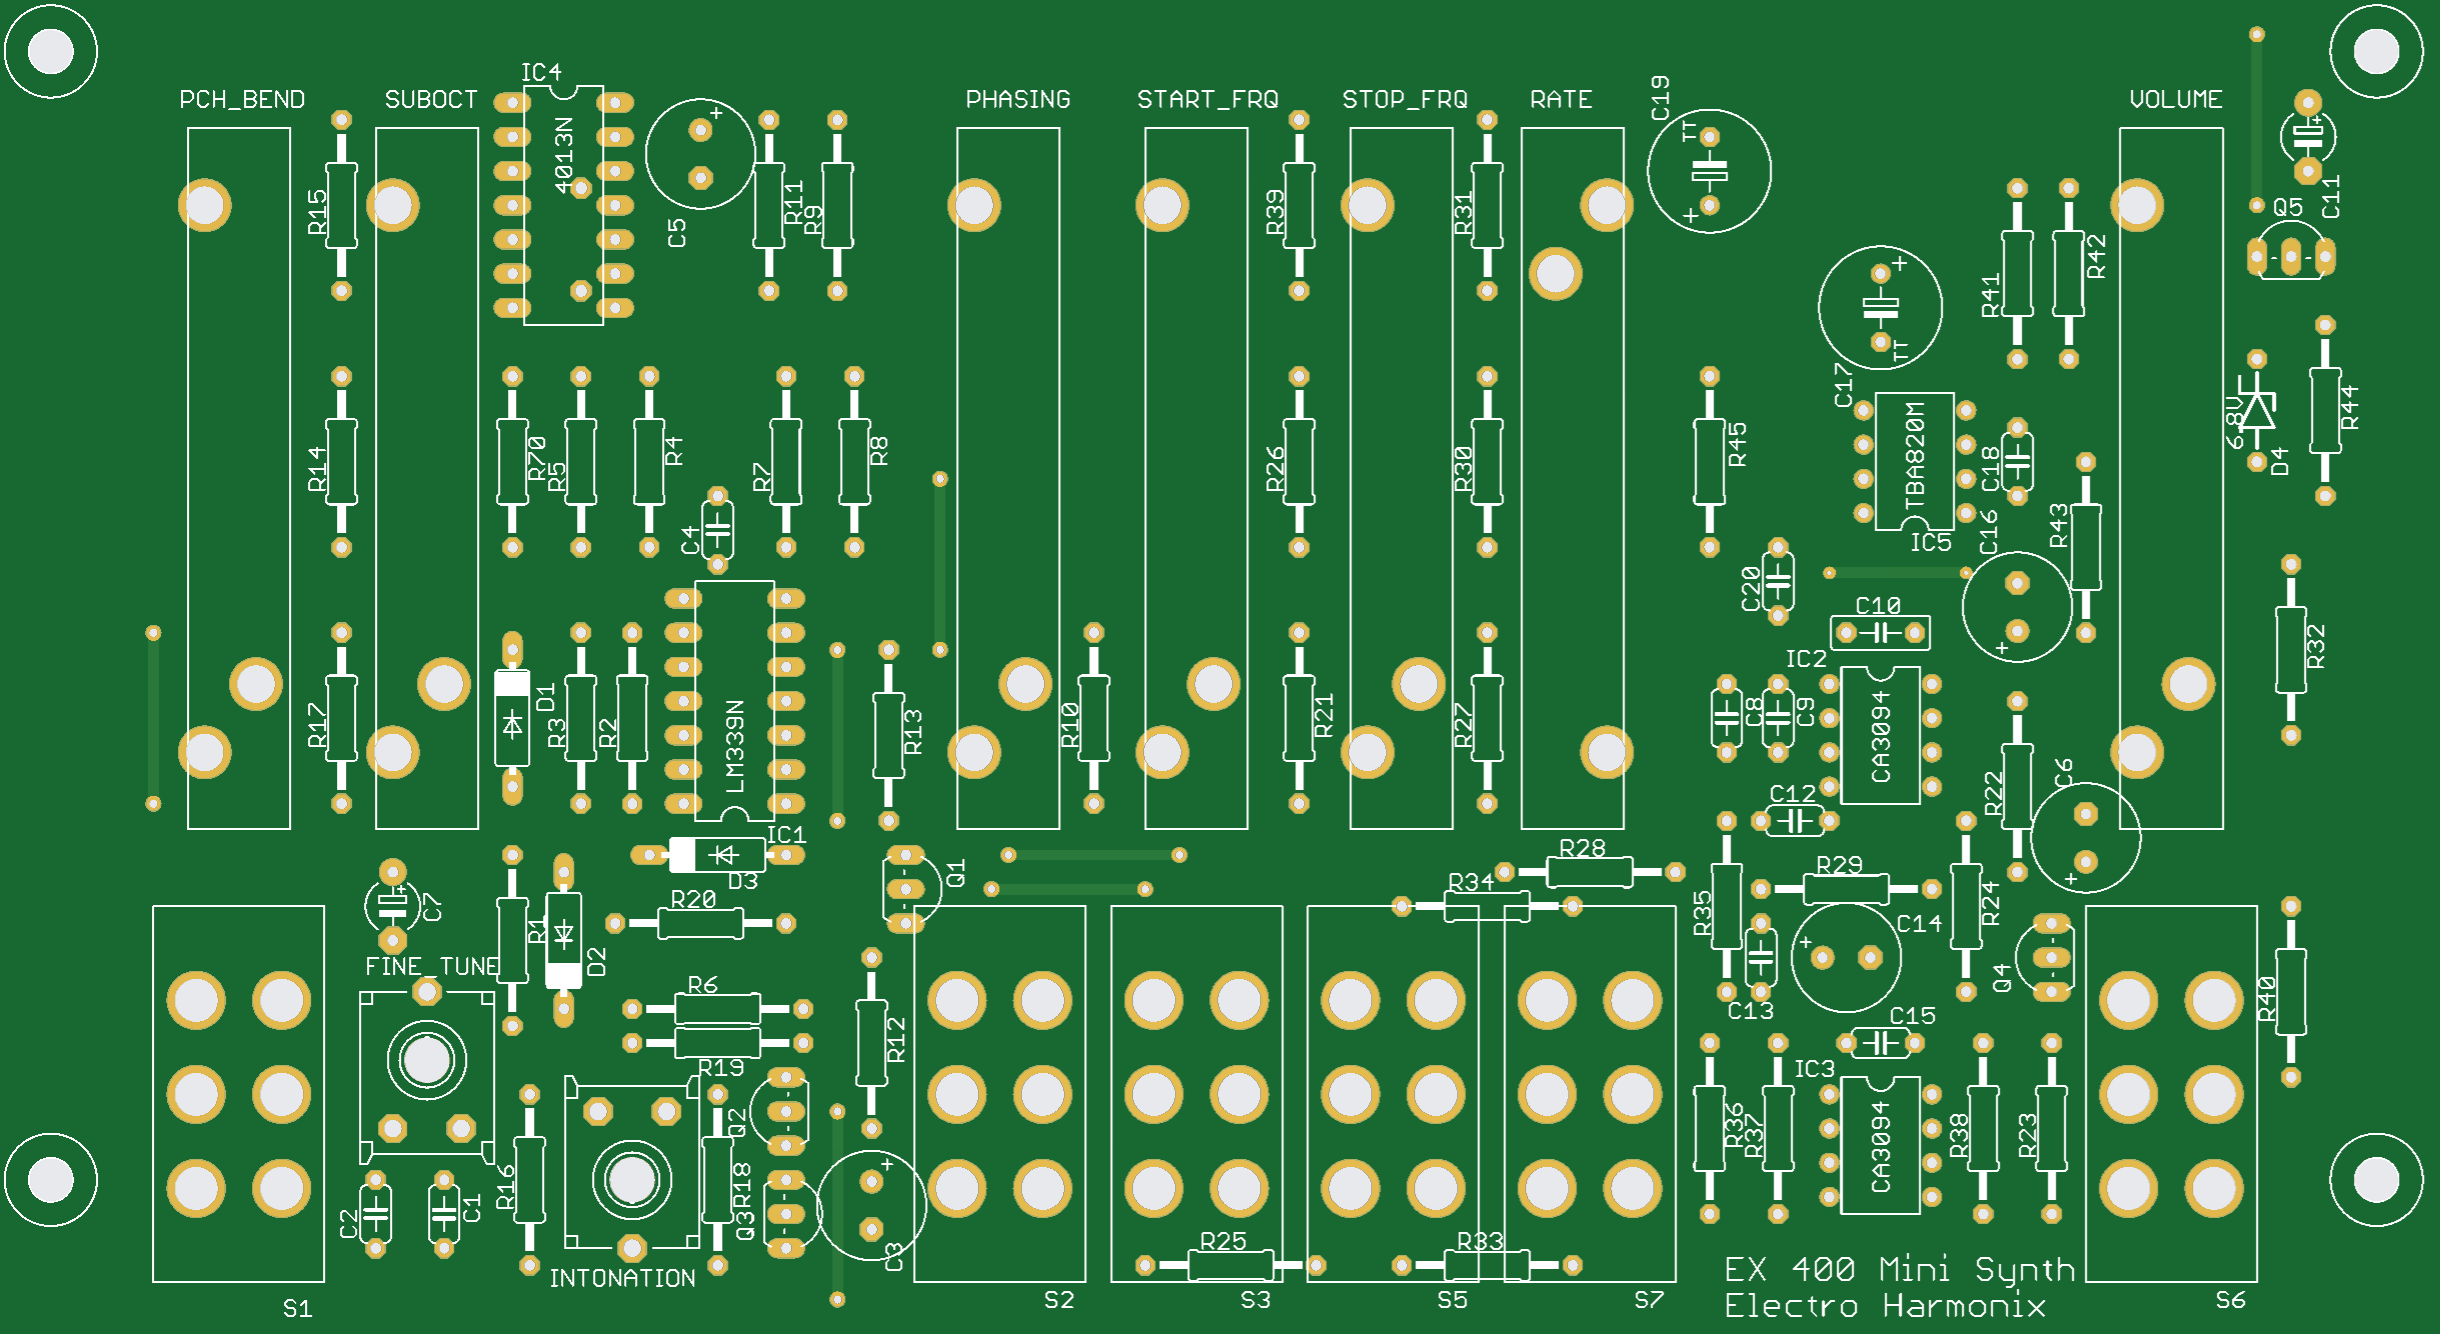 IC4
PCH_BEND
SUBOCT
PHASING
START_FRQ
STOP_FRQ
RATE
C19
VOLUME
TT
+
4013N
+
C11
R15
R11
R9
R39
R31
+
Q5
C5
R42
+
R41
TT
C17
6.8V
R44
TBA820M
R14
R70
R5
R4
R7
R8
R26
R30
R45
C18
D4
C4
IC5
C16
R43
C20
C10
+
R32
IC2
D1
R17
R3
R2
LM339N
R13
R10
R21
R27
C8
C9
CA3094
R22
C6
C12
IC1
D3
Q1
R28
R34
R29
+
+
C7
R1
R20
R35
R24
C14
+
FINE_TUNE
D2
R6
Q4
R40
C13
C15
R12
R19
IC3
Q2
R36
R37
CA3094
R38
R23
+
C2
C1
R16
R18
Q3
C3
R25
R33
INTONATION
EX 400 Mini Synth
Electro Harmonix
S1
S2
S3
S5
S7
S6